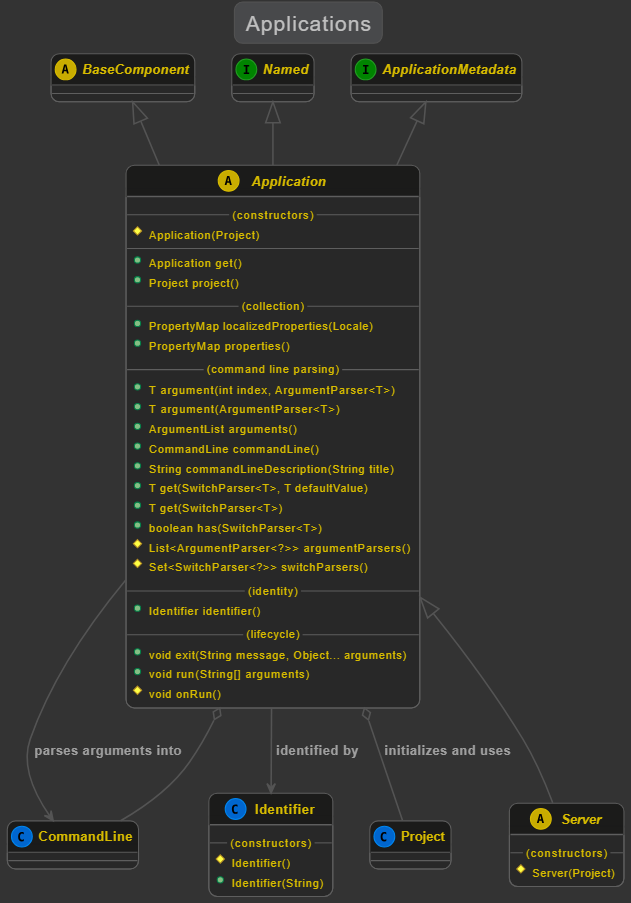 Applications
A BaseComponent
I Named
I ApplicationMetadata
A Application
(constructors)
Application(Project)
Application get()
Project project()
(collection)
PropertyMap localizedProperties(Locale)
PropertyMap properties()
(command line parsing)
T argument(int index, ArgumentParser<T>)
T argument(ArgumentParser<T>)
ArgumentList arguments()
CommandLine commandLine()
String commandLineDescription(String title)
T get(SwitchParser<T>, T defaultValue)
T get(SwitchParser<T>)
boolean has(SwitchParser<T>)
List<ArgumentParser<?>> argumentParsers()
Set<SwitchParser<?>> switchParsers()
(identity)
Identifier identifier()
(lifecycle)
void exit(String message, Object... arguments)
void run(String[] arguments)
void onRun()
parses arguments into
identified by
initializes and uses
C CommandLine
C Identifier
(constructors)
Identifier()
Identifier(String)
C Project
A Server
(constructors)
Server(Project)